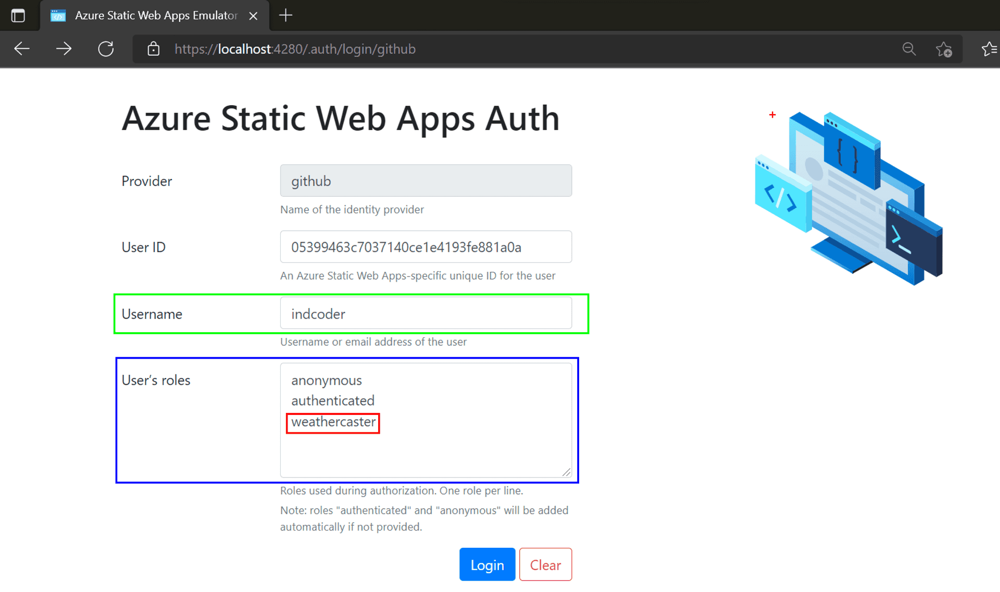 Azure Static Web Apps Emulator
https://localhost:4280/.auth/login/github
Azure Static Web Apps Auth
Provider
github
Name of the identity provider
User ID
05399463c7037140ce1e4193fe881a0a
An Azure Static Web Apps-specific unique ID for the user
Username
indcoder
Username or email address of the user
User’s roles
anonymous
authenticated
weathercaster
Roles used during authorization. One role per line.
Note: roles "authenticated" and "anonymous" will be added
automatically if not provided.
Login
Clear